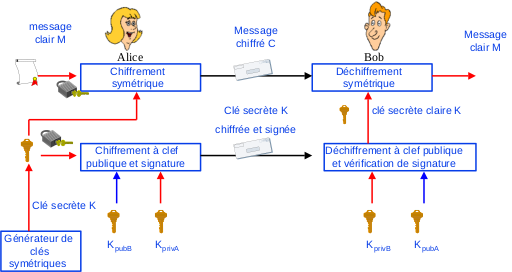 message
clair M
Message
chiffré C
Message
clair M
Alice
Bob
Chiffrement
symétrique
Déchiffrement
symétrique
Clé secrète K
chiffrée et signée
clé secrète claire K
Chiffrement à clef
publique et signature
Déchiffrement à clef publique
et vérification de signature
Clé secrète K
Générateur de
clés
symétriques
KpubB
KprivA
KprivB
KpubA